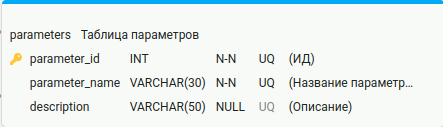 parameters Таблица параметров
parameter_id INT N-N UQ (ИД)
parameter_name VARCHAR(30) N-N UQ (Название параметр...
description VARCHAR(50) NULL UQ (Описание)